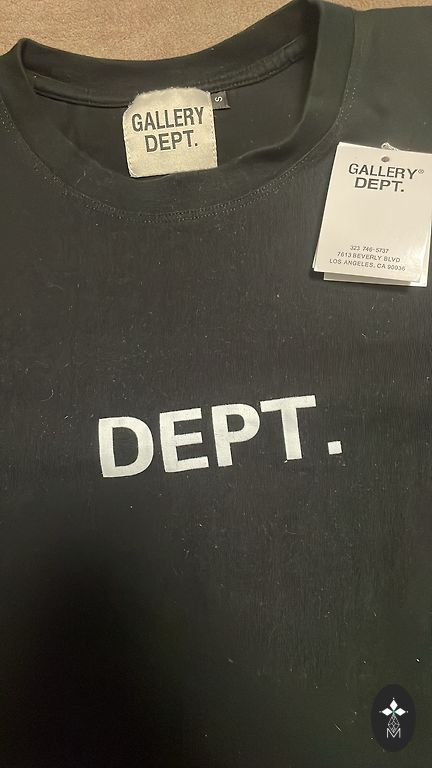 GALLERY
DEPT.
S
GALLERY®
DEPT.
323 746-5737
7613 BEVERLY BLVD
LOS ANGELES, CA 90036
DEPT.
M